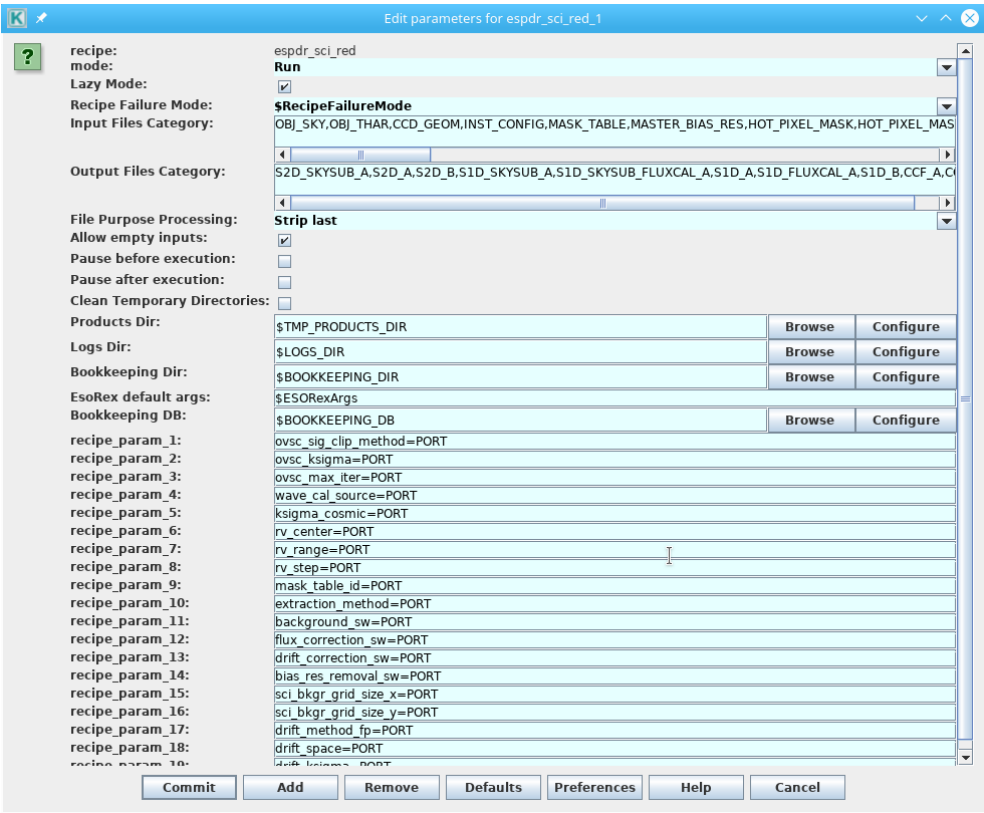 Edit parameters for espdr_sci_red_1
?
recipe: espdr_sci_red
mode: Run
Lazy Mode:
Recipe Failure Mode: $RecipeFailureMode
Input Files Category: OBJ_SKY,OBJ_THAR,CCD_GEOM,INST_CONFIG,MASK_TABLE,MASTER_BIAS_RES,HOT_PIXEL_MASK,HOT_PIXEL_MAS
Output Files Category: S2D_SKYSUB_A,S2D_A,S2D_B,S1D_SKYSUB_A,S1D_SKYSUB_FLUXCAL_A,S1D_A,S1D_FLUXCAL_A,S1D_B,CCF_A,C
File Purpose Processing: Strip last
Allow empty inputs:
Pause before execution:
Pause after execution:
Clean Temporary Directories:
Products Dir: $TMP_PRODUCTS_DIR Browse Configure
Logs Dir: $LOGS_DIR Browse Configure
Bookkeeping Dir: $BOOKKEEPING_DIR Browse Configure
EsoRex default args: $ESORexArgs
Bookkeeping DB: $BOOKKEEPING_DB Browse Configure
recipe_param_1: ovsc_sig_clip_method=PORT
recipe_param_2: ovsc_ksigma=PORT
recipe_param_3: ovsc_max_iter=PORT
recipe_param_4: wave_cal_source=PORT
recipe_param_5: ksigma_cosmic=PORT
recipe_param_6: rv_center=PORT
recipe_param_7: rv_range=PORT
recipe_param_8: rv_step=PORT
recipe_param_9: mask_table_id=PORT
recipe_param_10: extraction_method=PORT
recipe_param_11: background_sw=PORT
recipe_param_12: flux_correction_sw=PORT
recipe_param_13: drift_correction_sw=PORT
recipe_param_14: bias_res_removal_sw=PORT
recipe_param_15: sci_bkgr_grid_size_x=PORT
recipe_param_16: sci_bkgr_grid_size_y=PORT
recipe_param_17: drift_method_fp=PORT
recipe_param_18: drift_space=PORT
recipe_param_19: drift_ksigma=PORT
Commit Add Remove Defaults Preferences Help Cancel